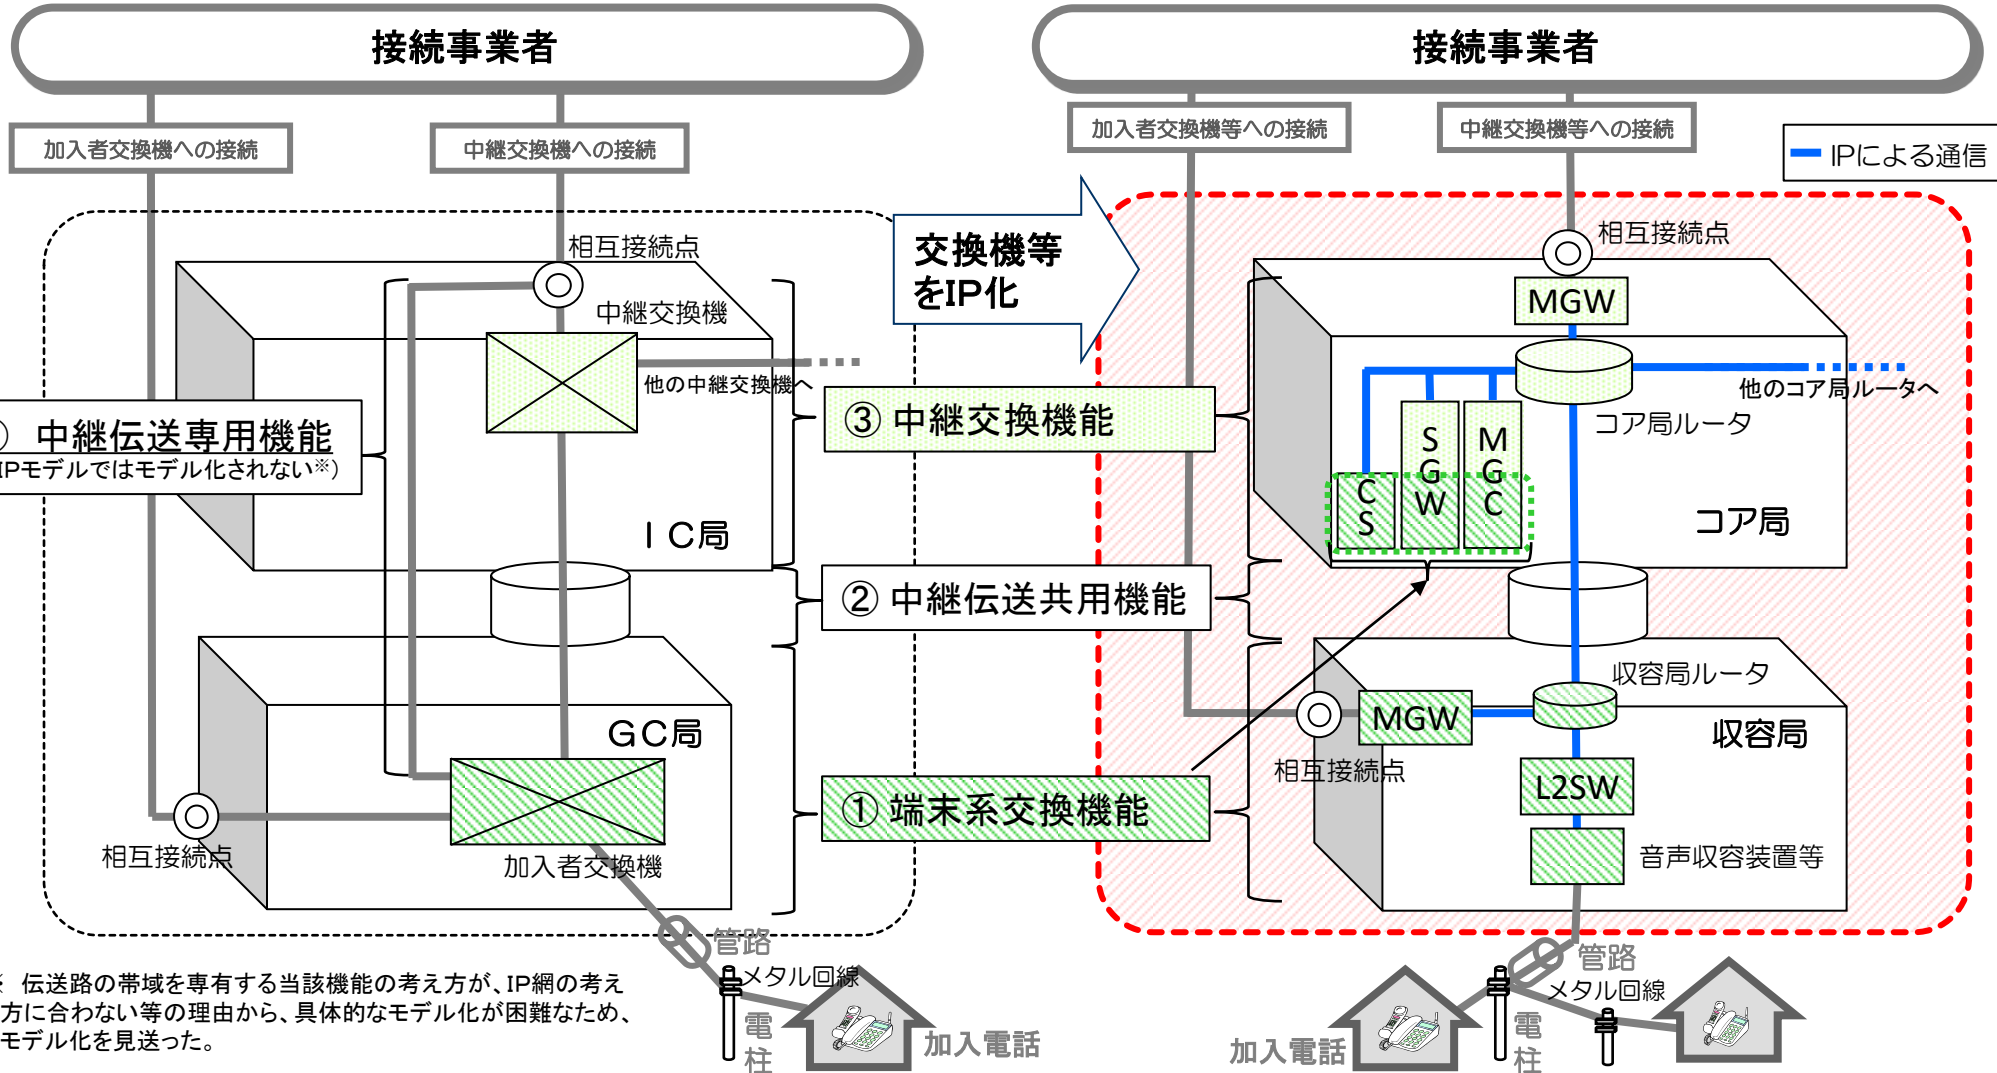 接続事業者
接続事業者
加入者交換機への接続
中継交換機への接続
加入者交換機等への接続
中継交換機等への接続
IPによる通信
相互接続点
中継交換機
他の中継交換機へ
中継伝送専用機能
IPモデルではモデル化されない※)
IC局
GC局
相互接続点
加入者交換機
管路
メタル回線
電柱
加入電話
交換機等
をIP化
③ 中継交換機能
② 中継伝送共用機能
① 端末系交換機能
相互接続点
MGW
他のコア局ルータへ
コア局ルータ
CS
SGW
MGC
コア局
収容局ルータ
MGW
収容局
相互接続点
L2SW
音声収容装置等
管路
メタル回線
電柱
加入電話
※ 伝送路の帯域を専有する当該機能の考え方が、IP網の考え
方に合わない等の理由から、具体的なモデル化が困難なため、
モデル化を見送った。